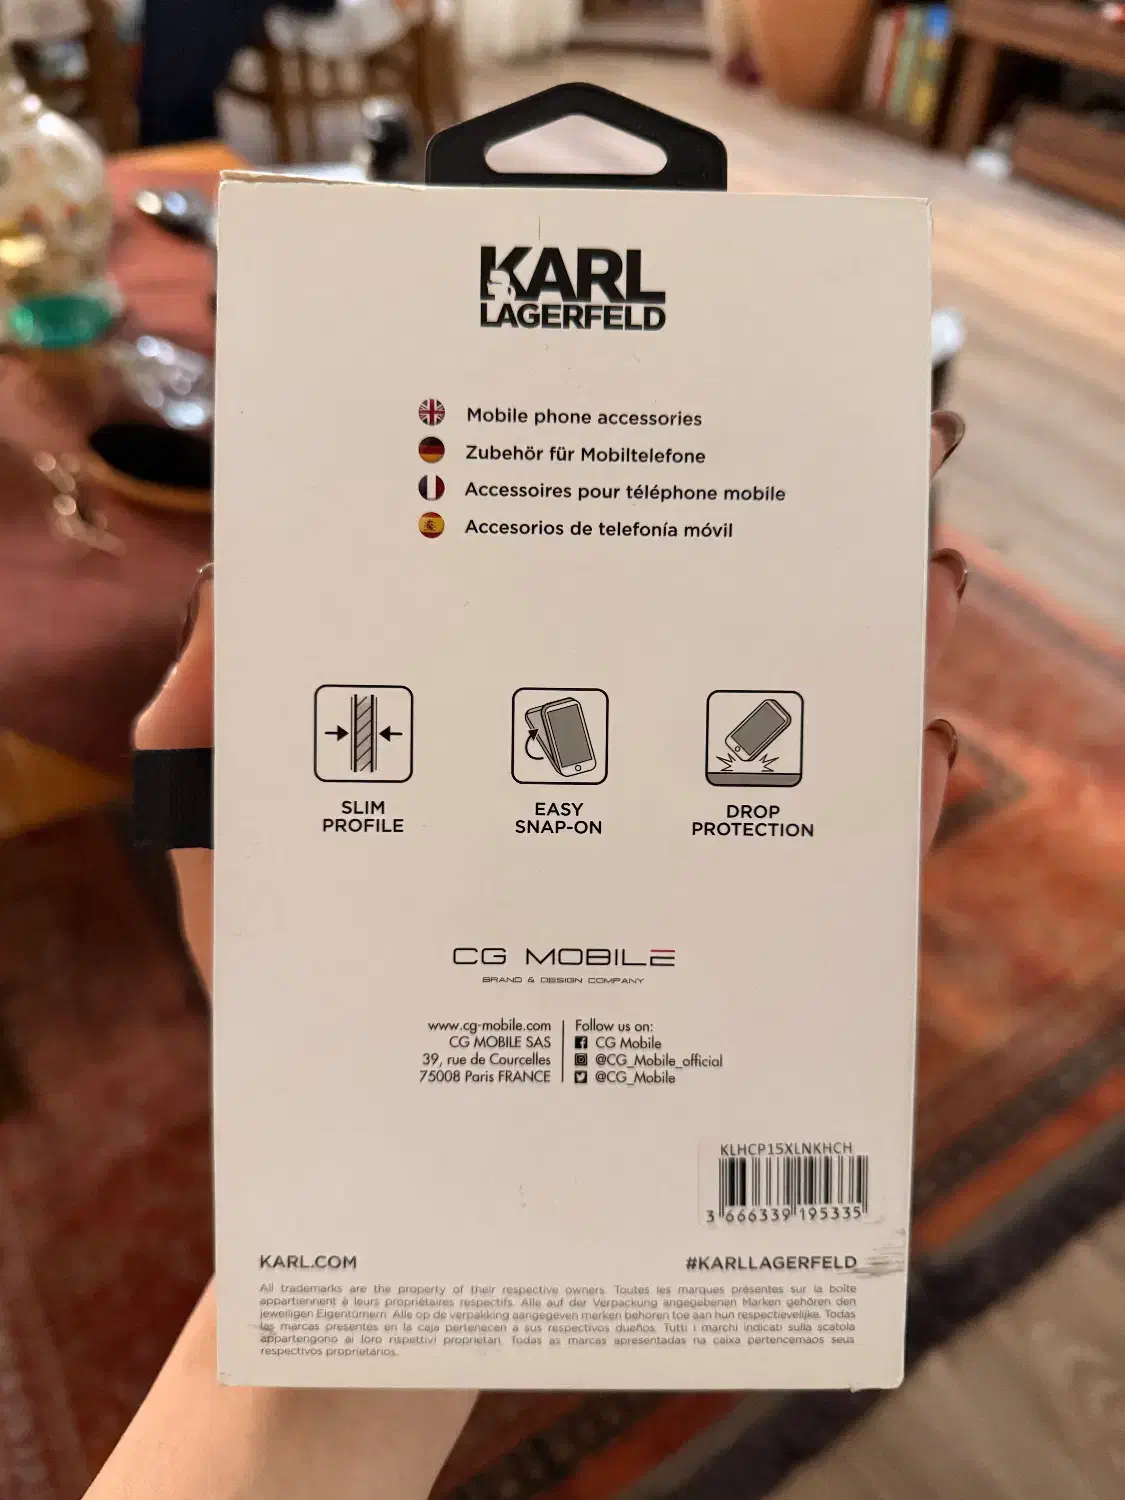 KARL
LAGERFELD
Mobile phone accessories
Zubehör für Mobiltelefone
Accessoires pour téléphone mobile
Accesorios de telefonía móvil
SLIM
PROFILE
EASY
SNAP-ON
DROP
PROTECTION
CG MOBILE
BRAND & DESIGN COMPANY
www.cg-mobile.com
CG MOBILE SAS
39, rue de Courcelles
75008 Paris FRANCE
Follow us on:
CG Mobile
@CG_Mobile_official
@CG_Mobile
KLHCP15XLNKHCH
3 666339 195335
KARL.COM
#KARLLAGERFELD
All trademarks are the property of their respective owners. Toutes les marques présentes sur la boîte
appartiennent à leurs propriétaires respectifs. Alle auf der Verpackung angegebenen Marken gehören den
jeweiligen Eigentümern. Alle op de verpakking aangegeven merken behoren toe aan hun respectievelijke. Todas
las marcas presentes en la caja pertenecen a sus respectivos dueños. Tutti i marchi indicati sulla scatola
appartengono ai loro rispettivi proprietari. Todas as marcas apresentadas na caixa pertencemaos seus
respectivos proprietários.